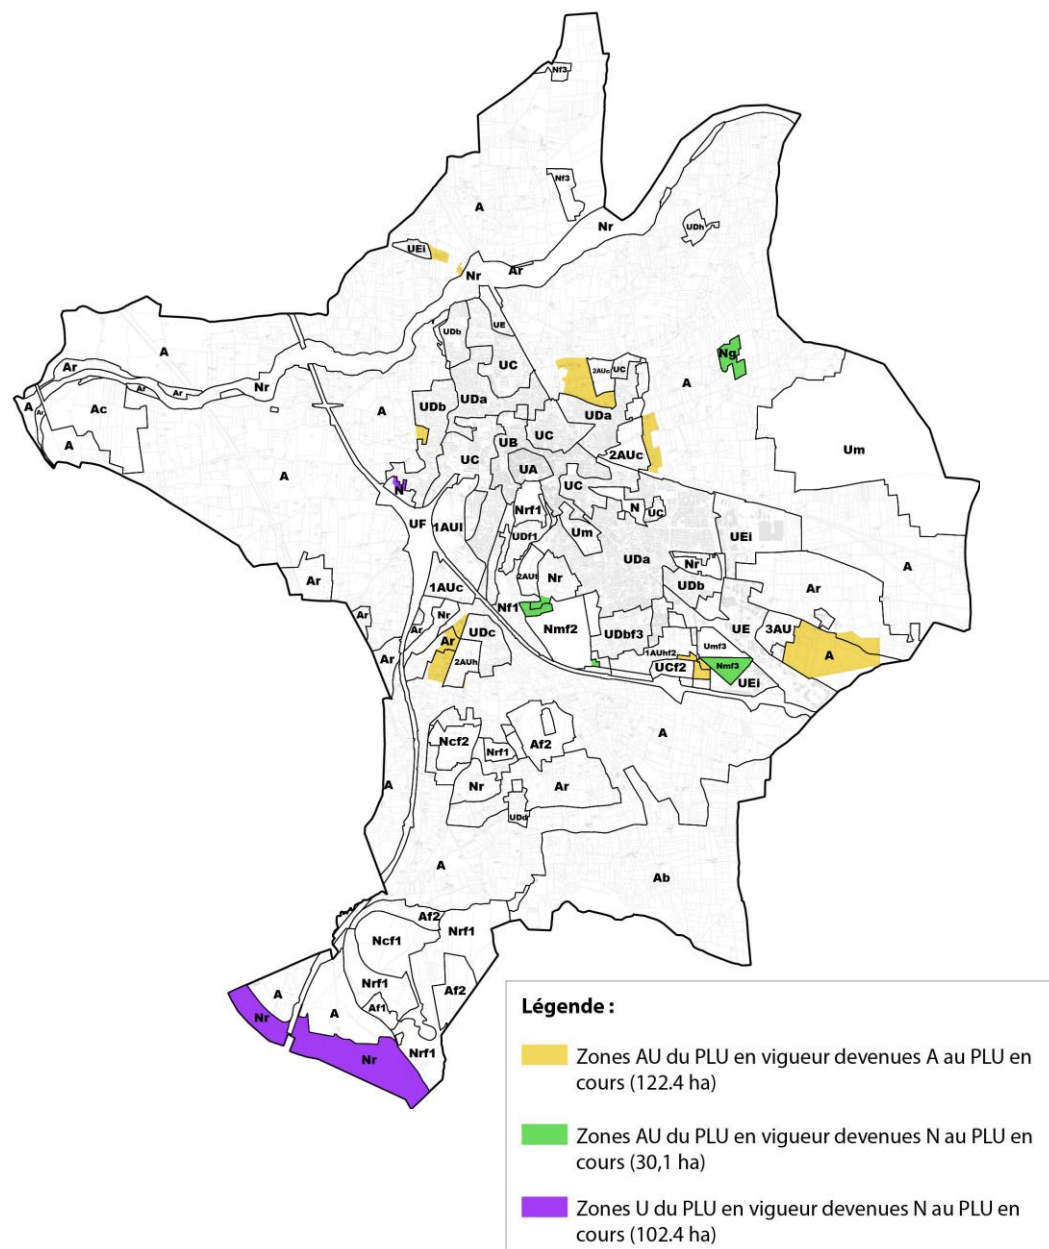 Nf3
Nf3
A
Nr
UDh
UEi
Ar
Nr
UDb
UE
A
UC
Ng
Ar
Nr
Ar
Ar
2AUc
UC
A
A
Ar
Ac
A
UDb
UDa
UDa
A
UB
UC
2AUc
Um
UC
UA
A
UC
N
Nrf1
N
UC
UF
1AUi
UDf1
Um
UDa
UEi
2AUt
Nr
Nr
A
Ar
1AUc
UDb
Ar
Nf1
Ar
Nr
Nmf2
UDbf3
UE
3AU
Ar
Ar
UDc
1AUhf2
Umf3
A
Ar
2AUh
UCf2
Nmf3
UEi
A
Ncf2
Nrf1
Af2
A
Nr
Ar
UDd
A
Ab
Af2
Ncf1
Nrf1
Nrf1
Af2
A
Af1
Nr
A
Nrf1
Nr
Légende :
Zones AU du PLU en vigueur devenues A au PLU en
cours (122.4 ha)
Zones AU du PLU en vigueur devenues N au PLU en
cours (30,1 ha)
Zones U du PLU en vigueur devenues N au PLU en
cours (102.4 ha)